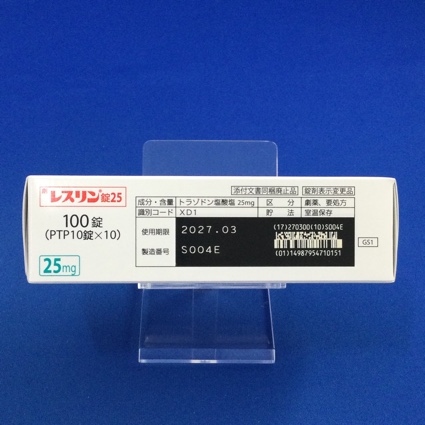 劇 レスリン®錠25
100錠
(PTP10錠×10)
25mg
添付文書同梱廃止品 錠剤表示変更品
成分・含量 トラゾドン塩酸塩 25mg 区分 劇薬、要処方
識別コード XD1 貯法 室温保存
使用期限 2027.03
製造番号 S004E
(17)270300(10)S004E
(01)14987954710151
GS1